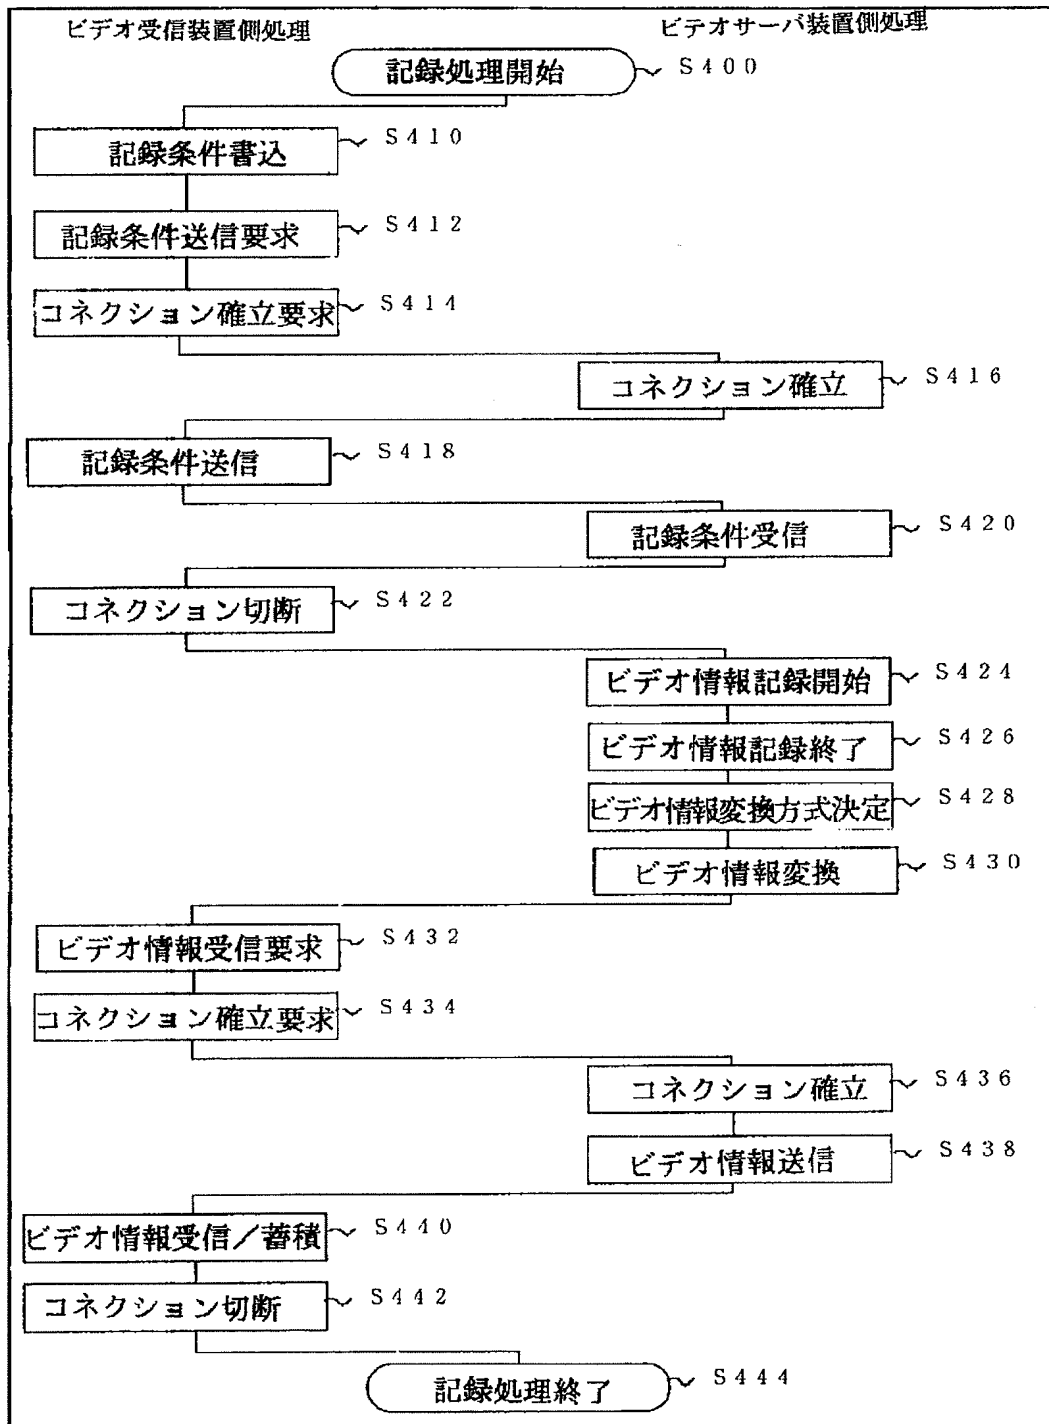 ビデオ受信装置側処理
ビデオサーバ装置側処理
記録処理開始 S400
記録条件書込 S410
記録条件送信要求 S412
コネクション確立要求 S414
コネクション確立 S416
記録条件送信 S418
記録条件受信 S420
コネクション切断 S422
ビデオ情報記録開始 S424
ビデオ情報記録終了 S426
ビデオ情報変換方式決定 S428
ビデオ情報変換 S430
ビデオ情報受信要求 S432
コネクション確立要求 S434
コネクション確立 S436
ビデオ情報送信 S438
ビデオ情報受信/蓄積 S440
コネクション切断 S442
記録処理終了 S444